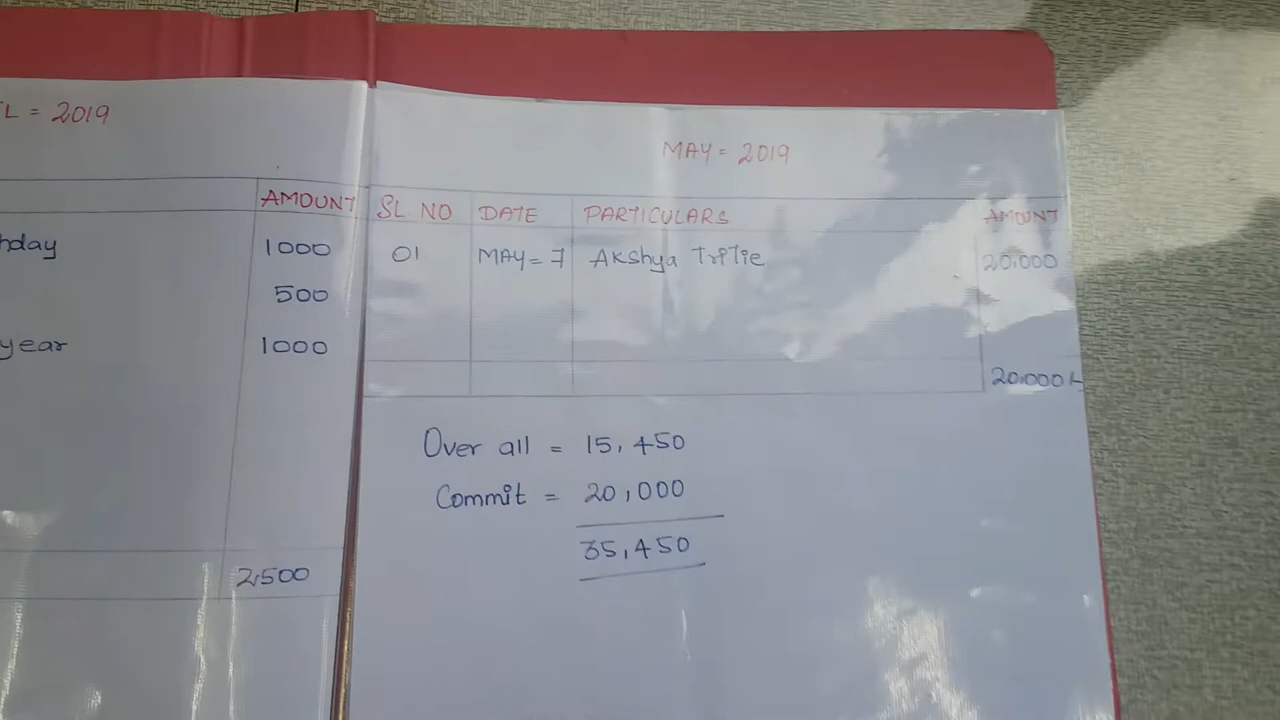 L = 2019
AMOUNT
hday 1000
500
year 1000
2,500
MAY = 2019
SL NO DATE PARTICULARS AMOUNT
01 MAY = 7 Akshya Tritie 20,000
20,000/-
Over all = 15,450
Commit = 20,000
35,450